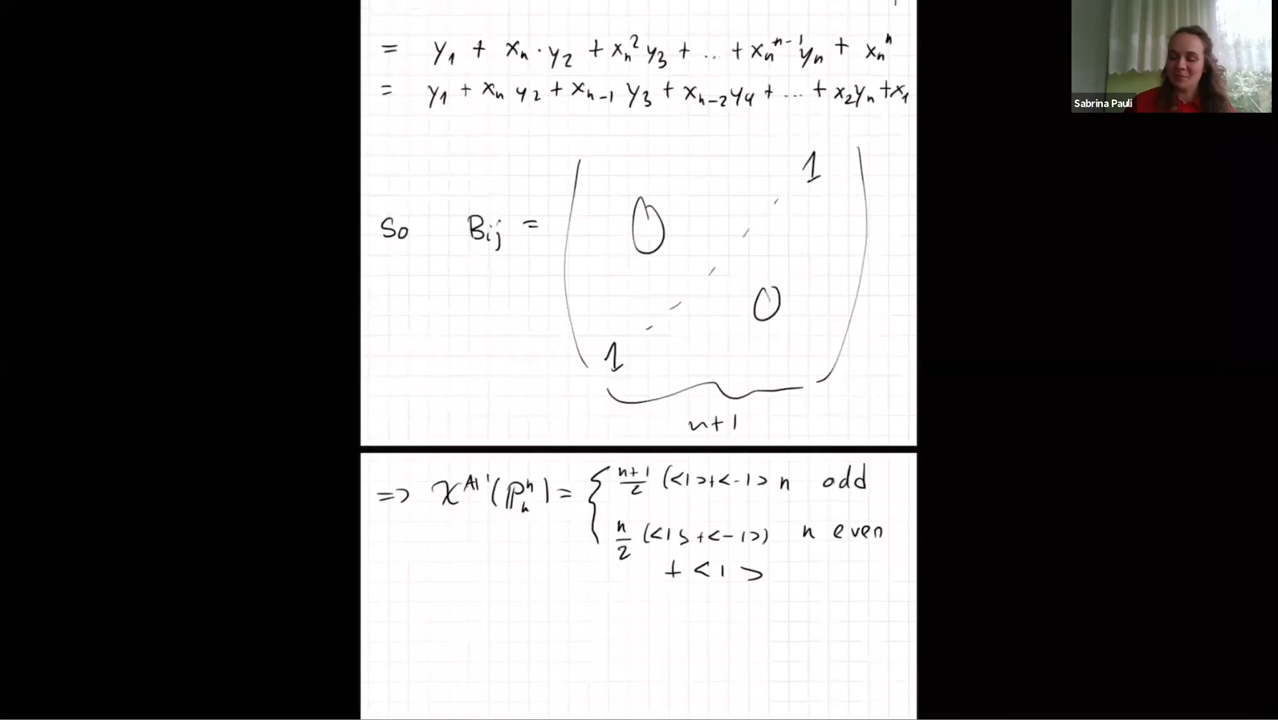 = y₁ + xₙ · y₂ + xₙ² y₃ + ... + xₙⁿ⁻¹ yₙ + xₙⁿ
= y₁ + xₙ y₂ + xₙ₋₁ y₃ + xₙ₋₂ y₄ + ... + x₂ yₙ + x₁
Sabrina Pauli
1
So Bᵢⱼ = 0
0
1
n+1
=> χ^{A¹}(ℙⁿₖ) = { n+1/2 (<1>+<-1> n odd
n/2 (<1>+<-1>) n even
+ <1>